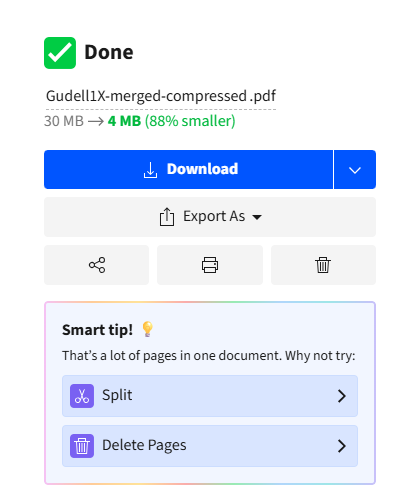 Done
Gudell1X-merged-compressed.pdf
30 MB → 4 MB (88% smaller)
Download
Export As
Smart tip!
That's a lot of pages in one document. Why not try:
Split
Delete Pages